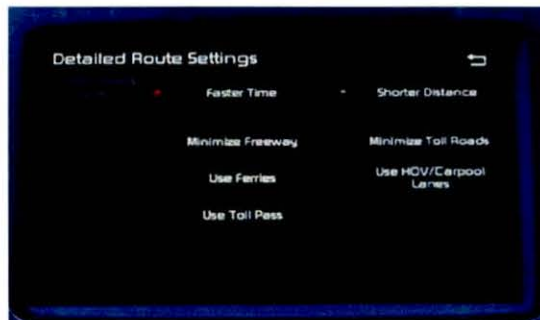 Detailed Route Settings
Faster Time
Shorter Distance
Minimize Freeway
Minimize Toll Roads
Use Ferries
Use HOV/Carpool
Lanes
Use Toll Pass